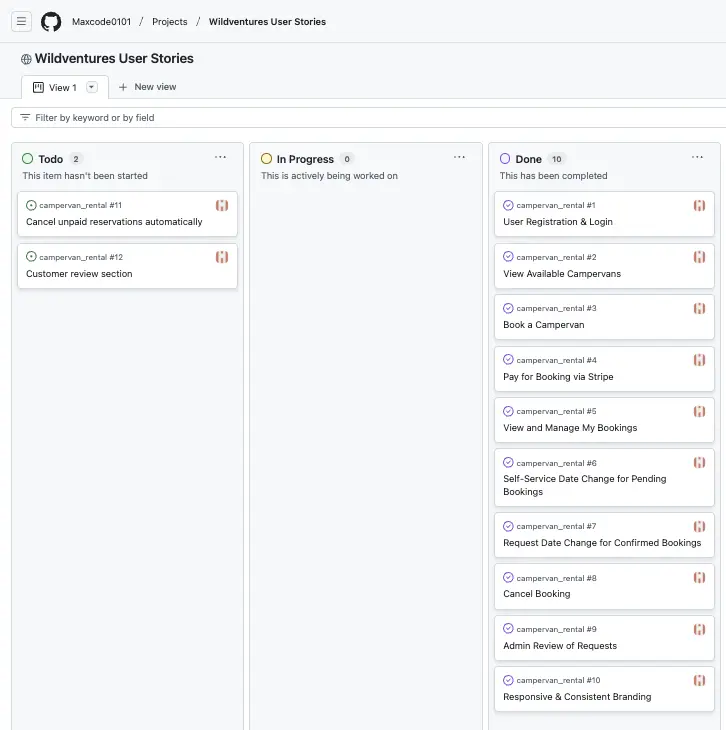 Maxcode0101 / Projects / Wildventures User Stories
Wildventures User Stories
View 1
New view
Filter by keyword or by field
Todo 2 ...
This item hasn't been started
campervan_rental #11
Cancel unpaid reservations automatically
campervan_rental #12
Customer review section
In Progress 0 ...
This is actively being worked on
Done 10 ...
This has been completed
campervan_rental #1
User Registration & Login
campervan_rental #2
View Available Campervans
campervan_rental #3
Book a Campervan
campervan_rental #4
Pay for Booking via Stripe
campervan_rental #5
View and Manage My Bookings
campervan_rental #6
Self-Service Date Change for Pending
Bookings
campervan_rental #7
Request Date Change for Confirmed Bookings
campervan_rental #8
Cancel Booking
campervan_rental #9
Admin Review of Requests
campervan_rental #10
Responsive & Consistent Branding